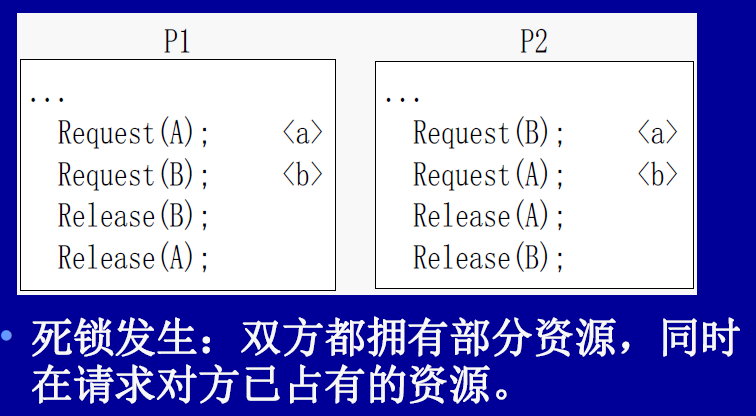 P1 P2
... ...
Request(A); <a> Request(B); <a>
Request(B); <b> Request(A); <b>
Release(B); Release(A);
Release(A); Release(B);
• 死锁发生：双方都拥有部分资源，同时
在请求对方已占有的资源。